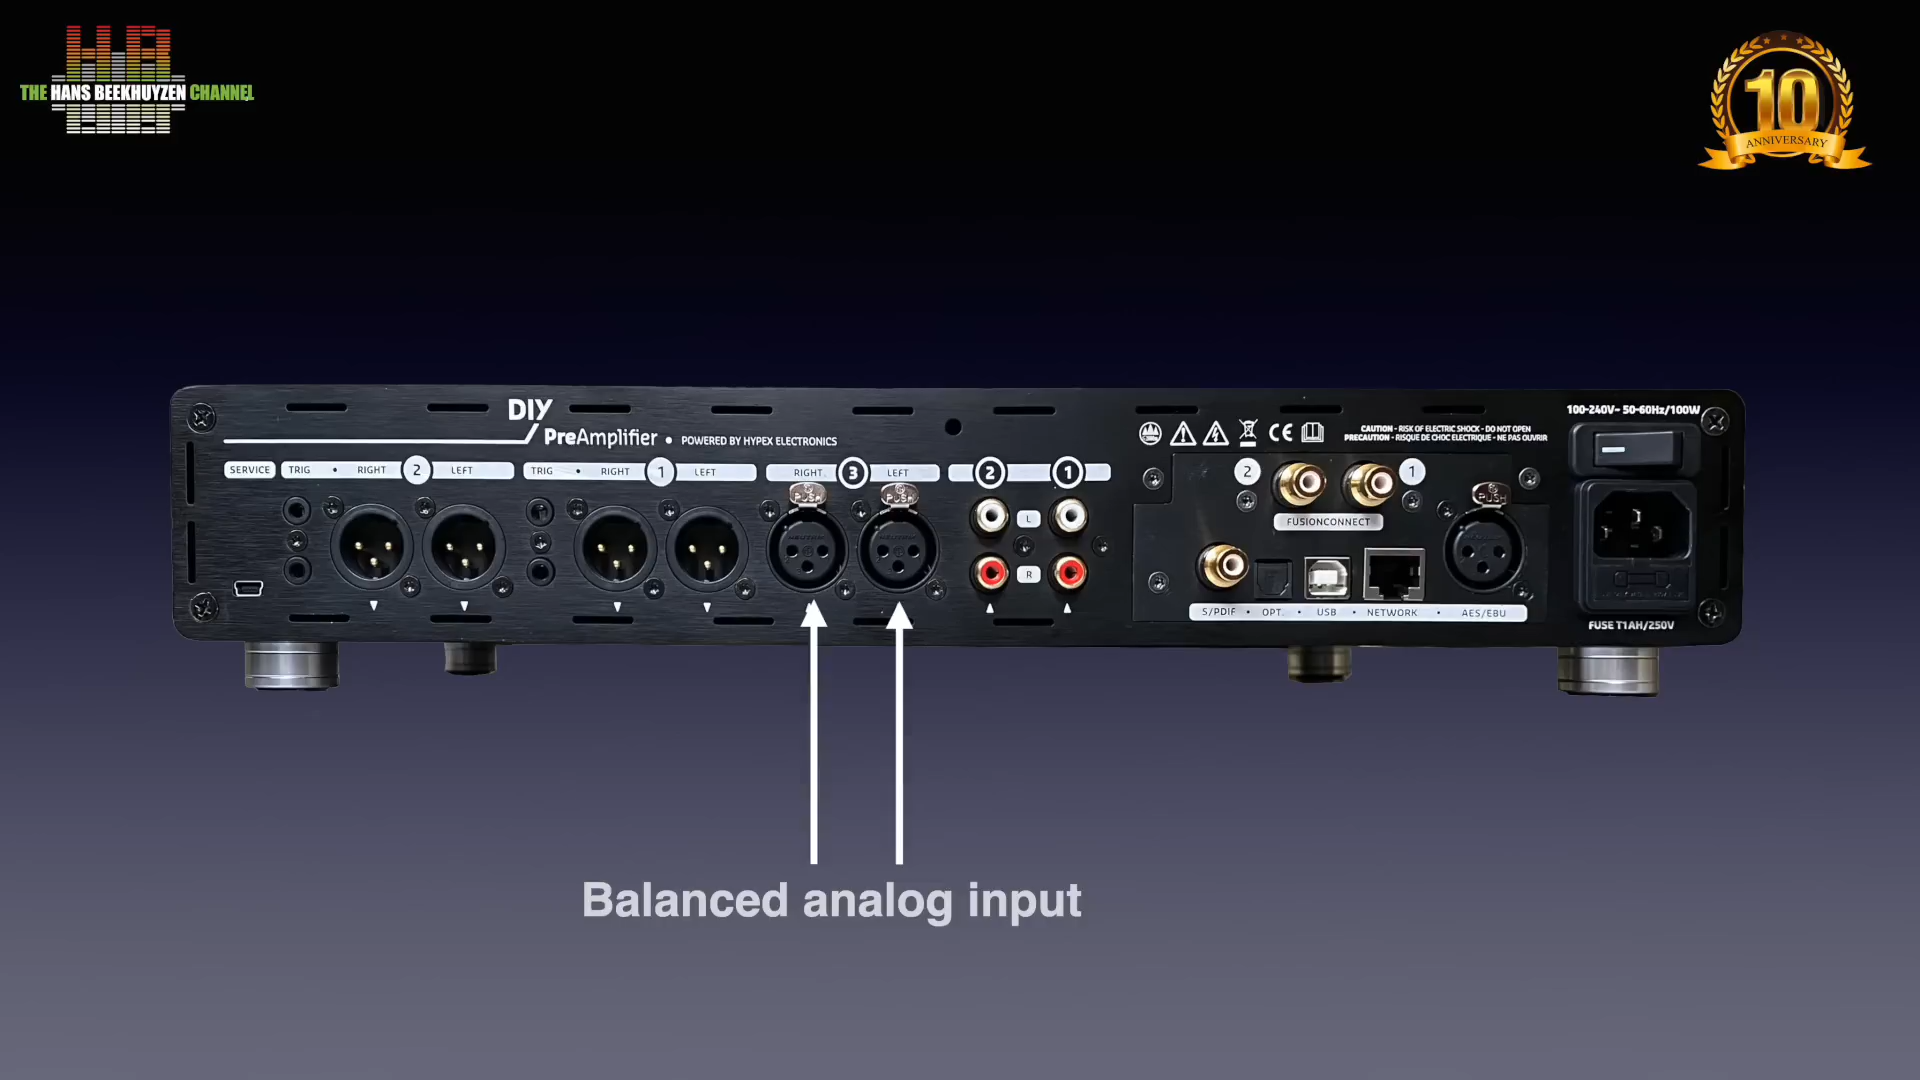 THE HANS BEEKHUYZEN CHANNEL
10
ANNIVERSARY
DIY
PreAmplifier • POWERED BY HYPEX ELECTRONICS
SERVICE
TRIG • RIGHT 2 LEFT
TRIG • RIGHT 1 LEFT
RIGHT 3 LEFT
2 1
PUSH
PUSH
L
R
CE
CAUTION - RISK OF ELECTRIC SHOCK - DO NOT OPEN
PRECAUTION - RISQUE DE CHOC ELECTRIQUE - NE PAS OUVRIR
100-240V~ 50-60Hz/100W
2 1
FUSIONCONNECT
PUSH
S/PDIF • OPT. • USB • NETWORK • AES/EBU
FUSE T1AH/250V
Balanced analog input